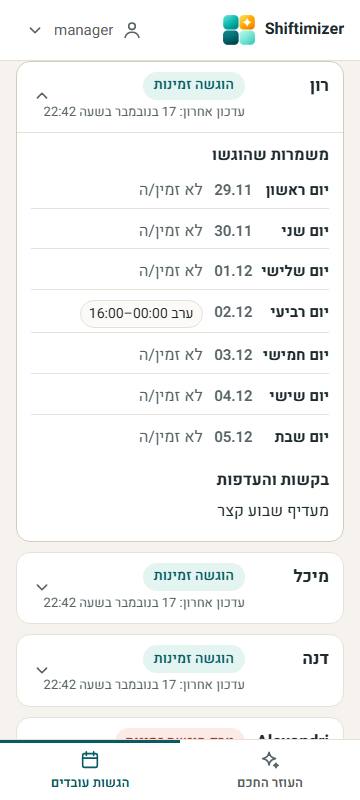 Shiftimizer
manager
רון
הוגשה זמינות
עדכון אחרון: 17 בנובמבר בשעה 22:42
משמרות שהוגשו
יום ראשון 29.11 לא זמין/ה
יום שני 30.11 לא זמין/ה
יום שלישי 01.12 לא זמין/ה
יום רביעי 02.12 ערב 16:00–00:00
יום חמישי 03.12 לא זמין/ה
יום שישי 04.12 לא זמין/ה
יום שבת 05.12 לא זמין/ה
בקשות והעדפות
מעדיף שבוע קצר
מיכל
הוגשה זמינות
עדכון אחרון: 17 בנובמבר בשעה 22:42
דנה
הוגשה זמינות
עדכון אחרון: 17 בנובמבר בשעה 22:42
העוזר החכם
הגשות עובדים